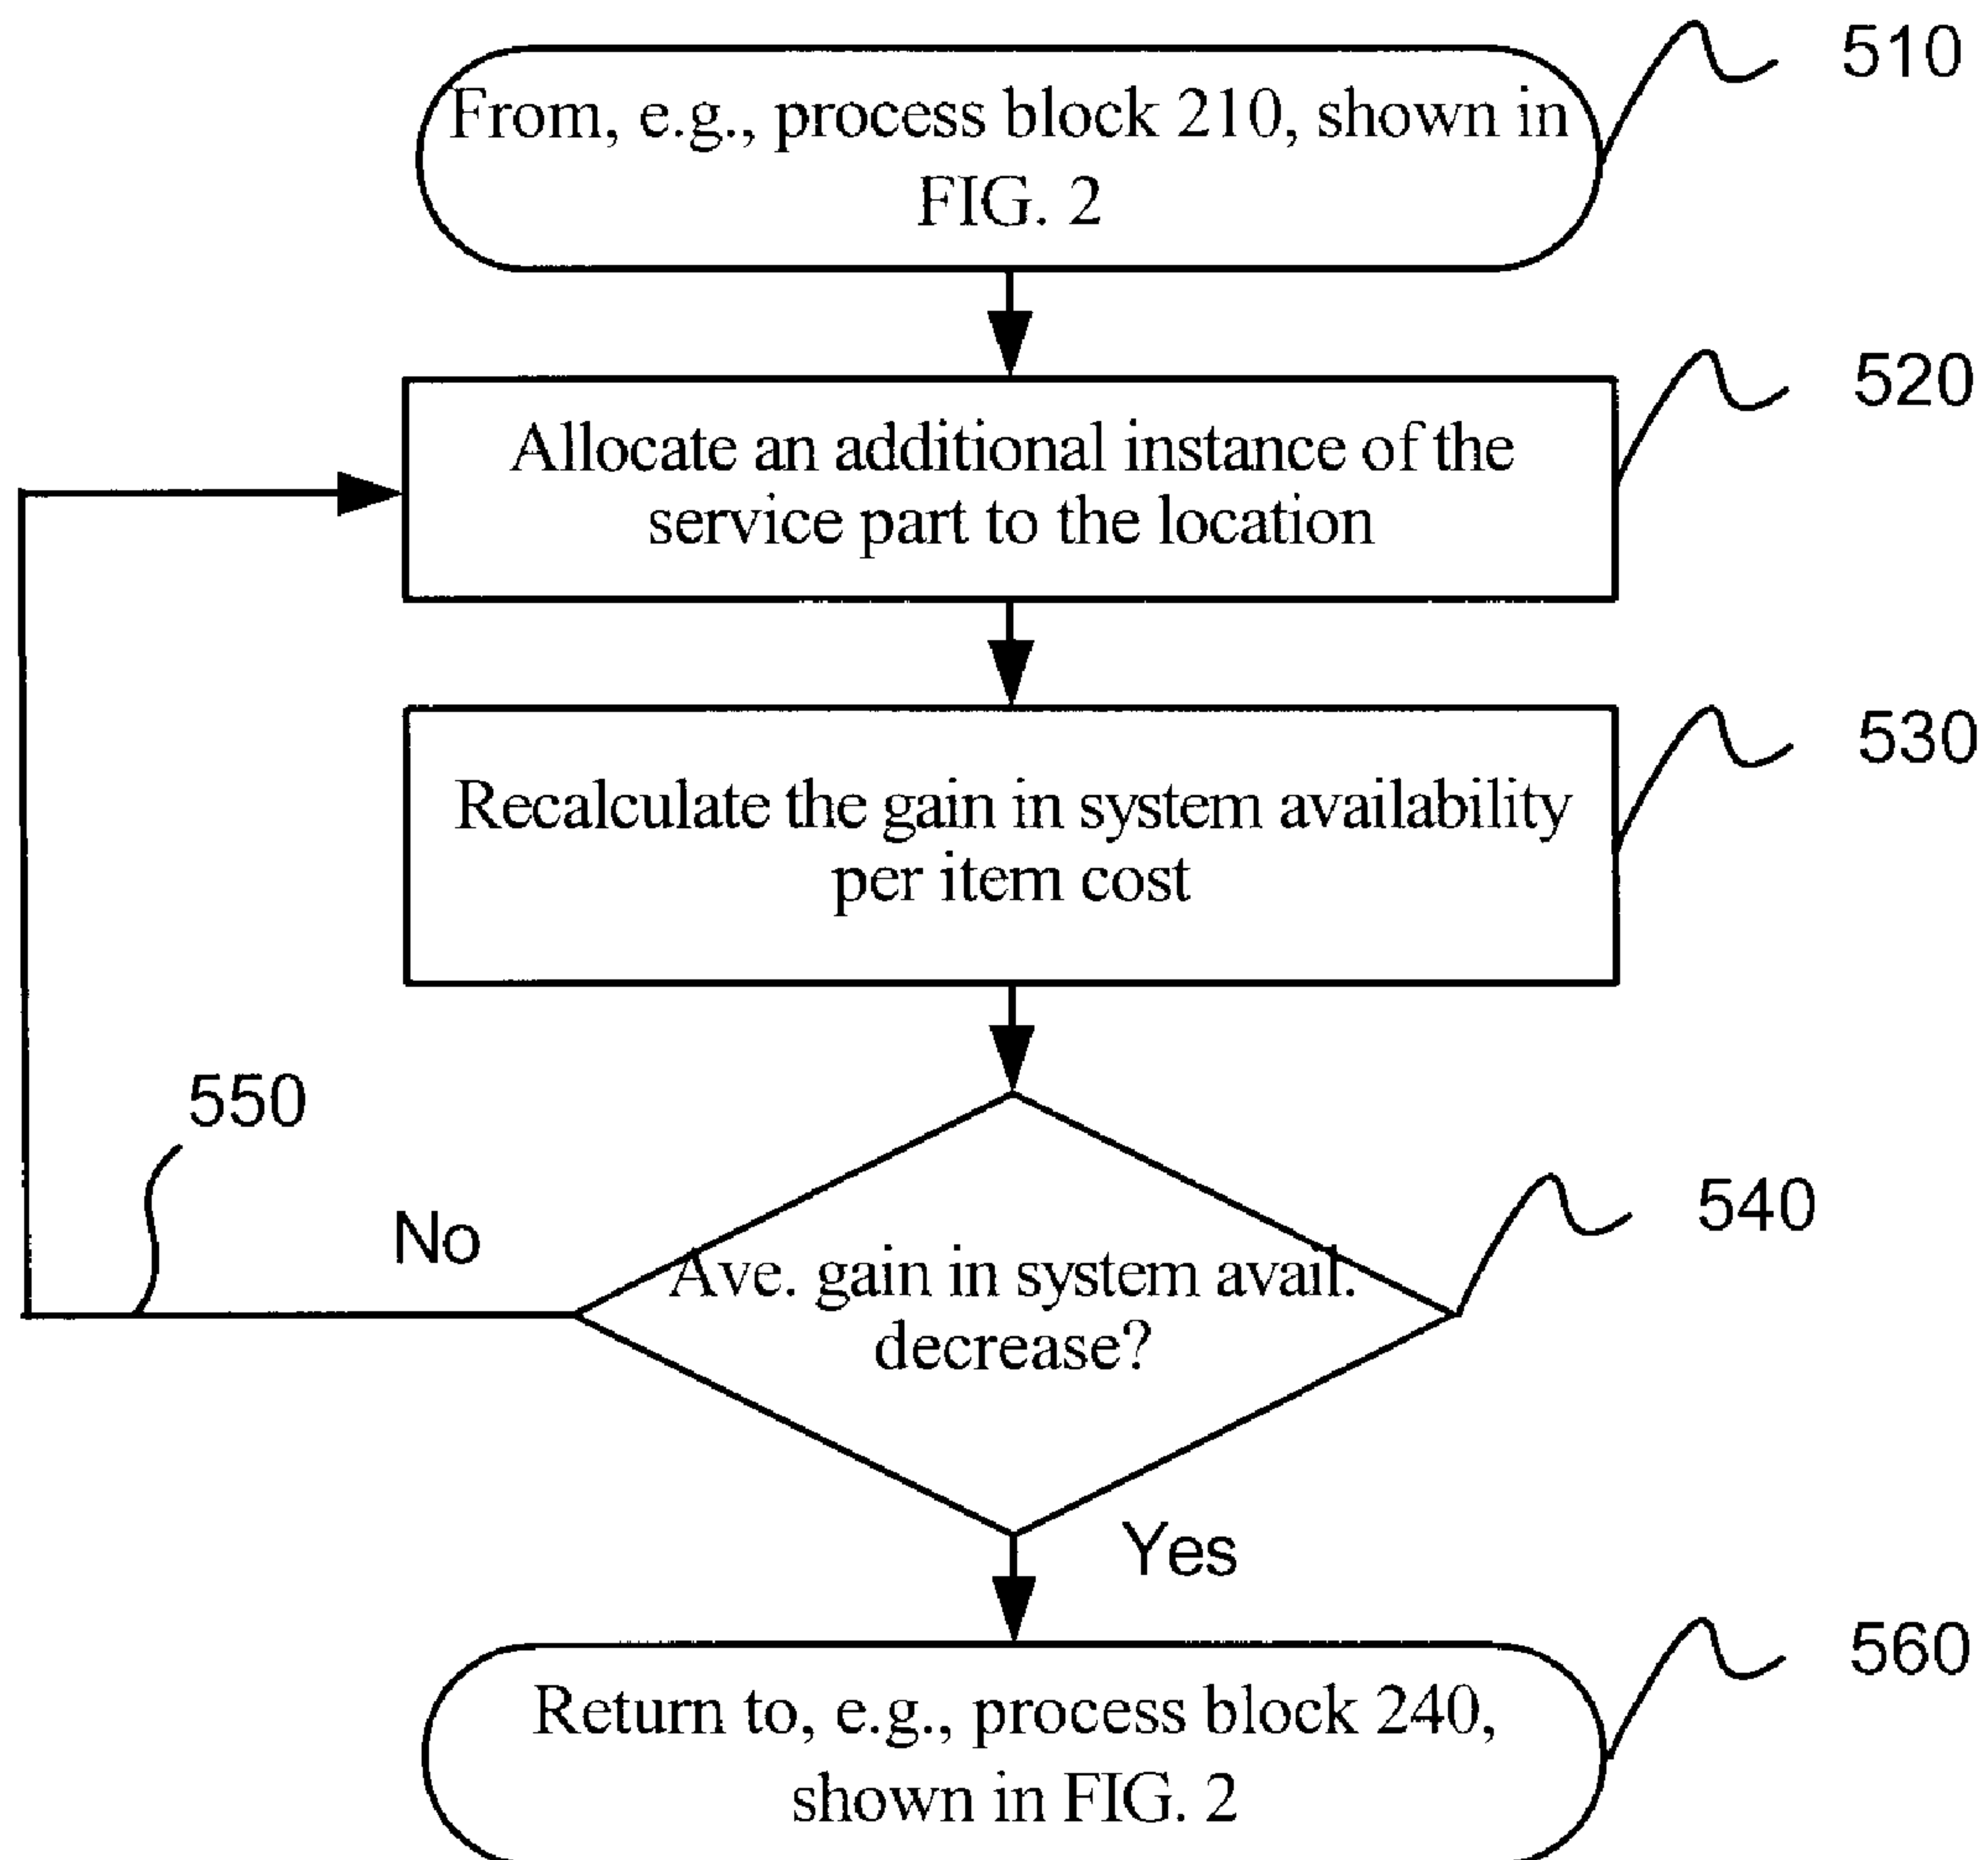 510
From, e.g., process block 210, shown in
FIG. 2
520
Allocate an additional instance of the
service part to the location
530
Recalculate the gain in system availability
per item cost
550
540
No
Ave. gain in system avail.
decrease?
Yes
560
Return to, e.g., process block 240,
shown in FIG. 2